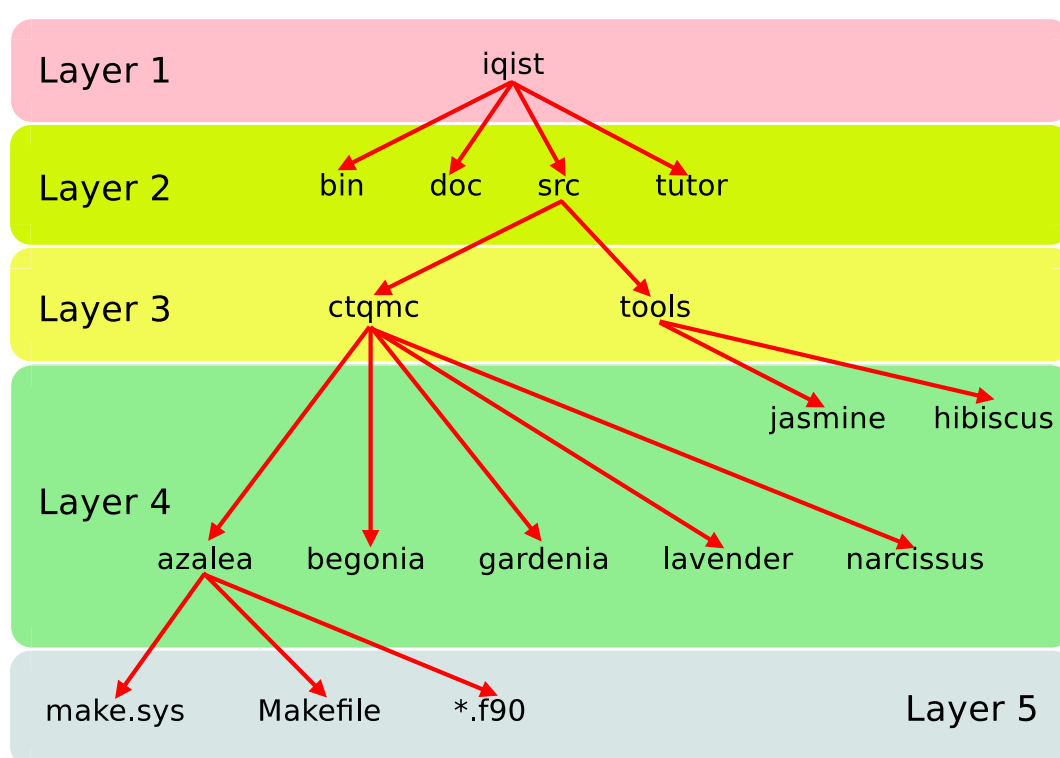 Layer 1
iqist
Layer 2
bin doc src tutor
Layer 3
ctqmc tools
jasmine hibiscus
Layer 4
azalea begonia gardenia lavender narcissus
make.sys Makefile *.f90 Layer 5